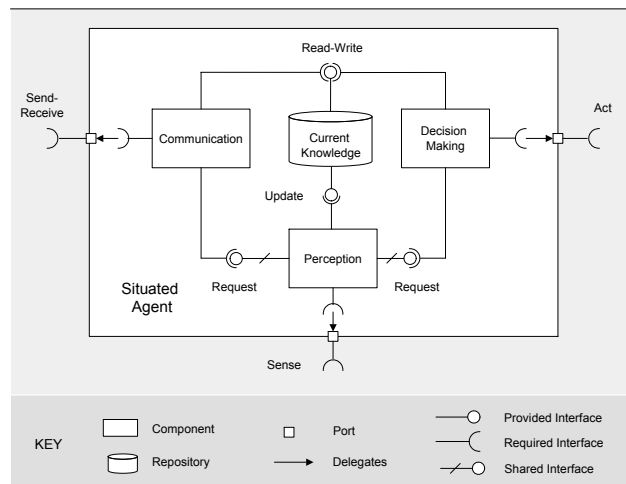 Read-Write
Send-
Receive
Act
Communication
Current
Knowledge
Decision
Making
Update
Perception
Request
Request
Situated
Agent
Sense
KEY
Component
Repository
Port
Delegates
Provided Interface
Required Interface
Shared Interface